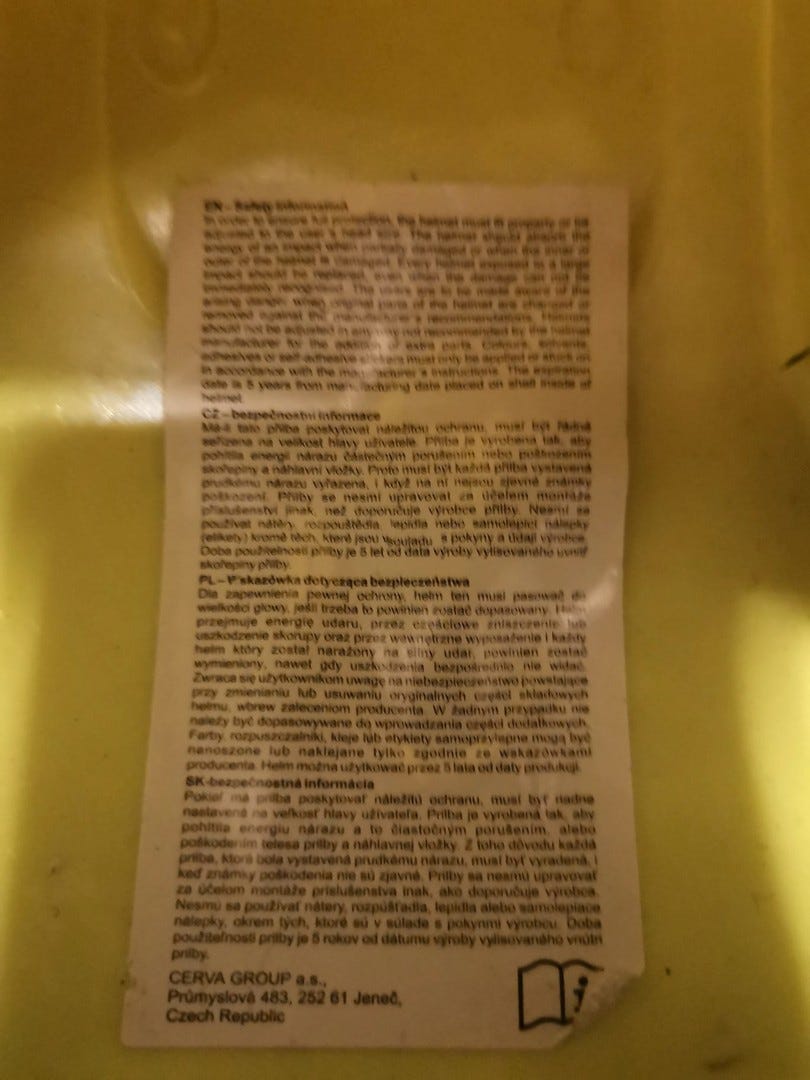 EN - Safety information
In order to ensure full protection, the helmet must fit properly or be
adjusted to the user's head size. The helmet should absorb the
energy of an impact when partially damaged or when the inner or
outer of the helmet is damaged. Every helmet exposed to a large
impact should be replaced, even when the damage can not be
immediately recognised. The users are to be made aware of the
arising danger when original parts of the helmet are changed or
removed against the manufacturer's recommendations. Helmets
should not be adjusted in any way not recommended by the helmet
manufacturer for the addition of extra parts. Colours, solvents,
adhesives or self-adhesive stickers must only be applied or stuck on
in accordance with the manufacturer's instructions. The expiration
date is 5 years from manufacturing date placed on shell inside of
helmet.
CZ – bezpečnostní informace
Má-li tato přilba poskytovat náležitou ochranu, musí být řádně
seřízena na velikost hlavy uživatele. Přilba je vyrobena tak, aby
pohltila energii nárazu částečným porušením nebo poškozením
skořepiny a náhlavní vložky. Proto musí být každá přilba vystavená
prudkému nárazu vyřazena, i když na ní nejsou zjevné známky
poškození. Přilby se nesmí upravovat za účelem montáže
příslušenství jinak, než doporučuje výrobce přilby. Nesmí se
používat nátěry, rozpouštědla, lepidla nebo samolepící nálepky
(etikety) kromě těch, které jsou v souladu s pokyny a údaji výrobce.
Doba použitelnosti přilby je 5 let od data výroby vylisovaného uvnitř
skořepiny přilby.
PL – wskazówka dotycząca bezpieczeństwa
Dla zapewnienia pewnej ochrony, helm ten musi pasować do
wielkości głowy, jeśli trzeba to powinien zostać dopasowany. Helm
przejmuje energię udaru, przez częściowe zniszczenie lub
uszkodzenie skorupy oraz przez wewnętrzne wyposażenie i każdy
helm który został narażony na silny udar, powinien zostać
wymieniony, nawet gdy uszkodzenia bezpośrednio nie widać.
Zwraca się użytkownikom uwagę na niebezpieczeństwo powstające
przy zmienianiu lub usuwaniu oryginalnych części składowych
helmu, wbrew zaleceniom producenta. W żadnym przypadku nie
należy być dopasowywane do wprowadzania części dodatkowych.
Farby, rozpuszczalniki, kleje lub etykiety samoprzylepne mogą być
nanoszone lub naklejane tylko zgodnie ze wskazówkami
producenta. Helm można użytkować przez 5 lata od daty produkcji.
SK-bezpečnostná informácia
Pokiaľ má prilba poskytovať náležitú ochranu, musí byť riadne
nastavená na veľkosť hlavy užívateľa. Prilba je vyrobená tak, aby
pohltila energiu nárazu a to čiastočným porušením, alebo
poškodením telesa prilby a náhlavnej vložky. Z toho dôvodu každá
prilba, ktorá bola vystavená prudkému nárazu, musí byť vyradená, i
keď známky poškodenia nie sú zjavné. Prilby sa nesmú upravovať
za účelom montáže príslušenstva inak, ako doporučuje výrobca.
Nesmú sa používať nátery, rozpúšťadla, lepidla alebo samolepiace
nálepky, okrem tých, ktoré sú v súlade s pokynmi výrobcu. Doba
použiteľnosti prilby je 5 rokov od dátumu výroby vylisovaného vnútri
prilby.
CERVA GROUP a.s.,
Průmyslová 483, 252 61 Jeneč,
Czech Republic